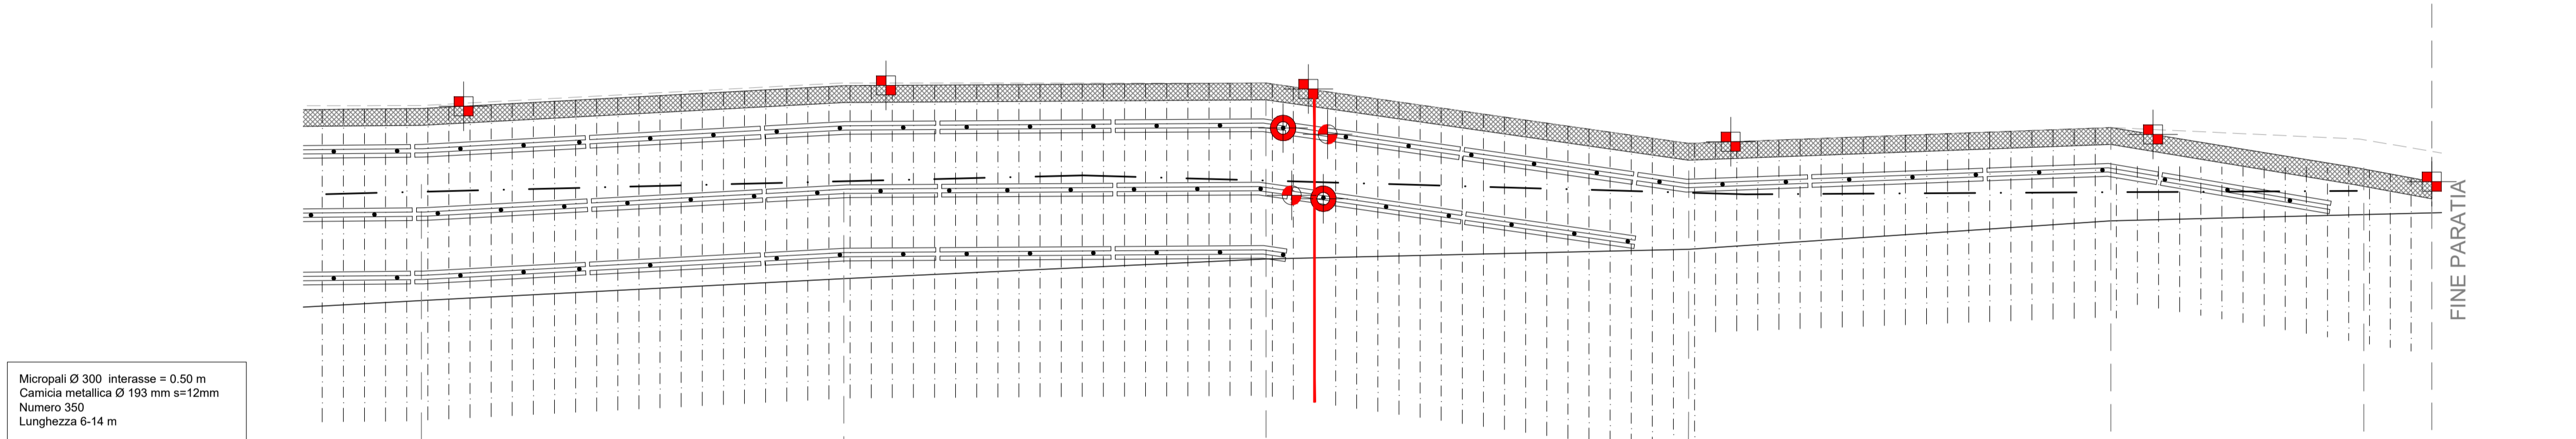 Micropali Ø 300 interasse = 0.50 m
Camicia metallica Ø 193 mm s=12mm
Numero 350
Lunghezza 6-14 m
FINE PARATIA